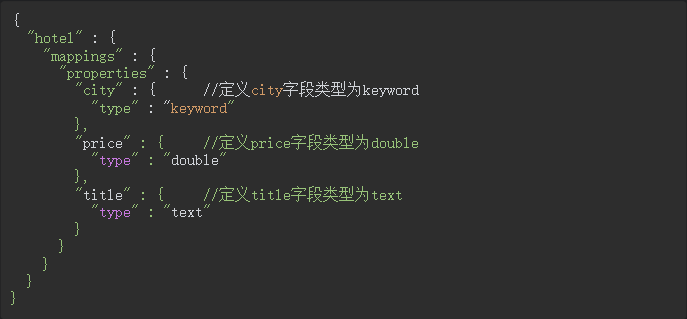 {
  "hotel" : {
    "mappings" : {
      "properties" : {
        "city" : {      //定义city字段类型为keyword
          "type" : "keyword"
        },
        "price" : {     //定义price字段类型为double
          "type" : "double"
        },
        "title" : {     //定义title字段类型为text
          "type" : "text"
        }
      }
    }
  }
}